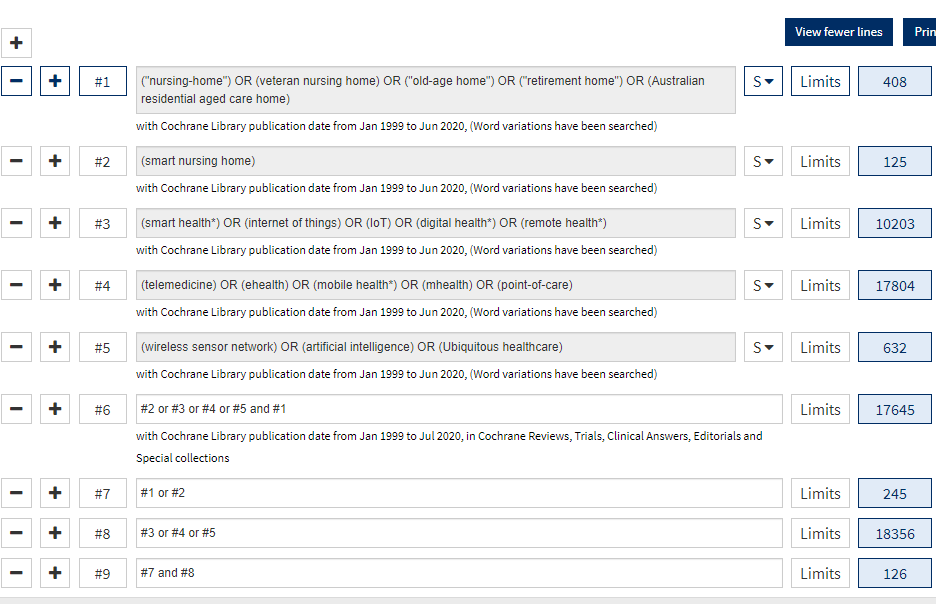 View fewer lines
Prin
#1
("nursing-home") OR (veteran nursing home) OR ("old-age home") OR ("retirement home") OR (Australian
residential aged care home)
S
Limits
408
with Cochrane Library publication date from Jan 1999 to Jun 2020, (Word variations have been searched)
#2
(smart nursing home)
S
Limits
125
with Cochrane Library publication date from Jan 1999 to Jun 2020, (Word variations have been searched)
#3
(smart health*) OR (internet of things) OR (IoT) OR (digital health*) OR (remote health*)
S
Limits
10203
with Cochrane Library publication date from Jan 1999 to Jun 2020, (Word variations have been searched)
#4
(telemedicine) OR (ehealth) OR (mobile health*) OR (mhealth) OR (point-of-care)
S
Limits
17804
with Cochrane Library publication date from Jan 1999 to Jun 2020, (Word variations have been searched)
#5
(wireless sensor network) OR (artificial intelligence) OR (Ubiquitous healthcare)
S
Limits
632
with Cochrane Library publication date from Jan 1999 to Jun 2020, (Word variations have been searched)
#6
#2 or #3 or #4 or #5 and #1
Limits
17645
with Cochrane Library publication date from Jan 1999 to Jul 2020, in Cochrane Reviews, Trials, Clinical Answers, Editorials and
Special collections
#7
#1 or #2
Limits
245
#8
#3 or #4 or #5
Limits
18356
#9
#7 and #8
Limits
126